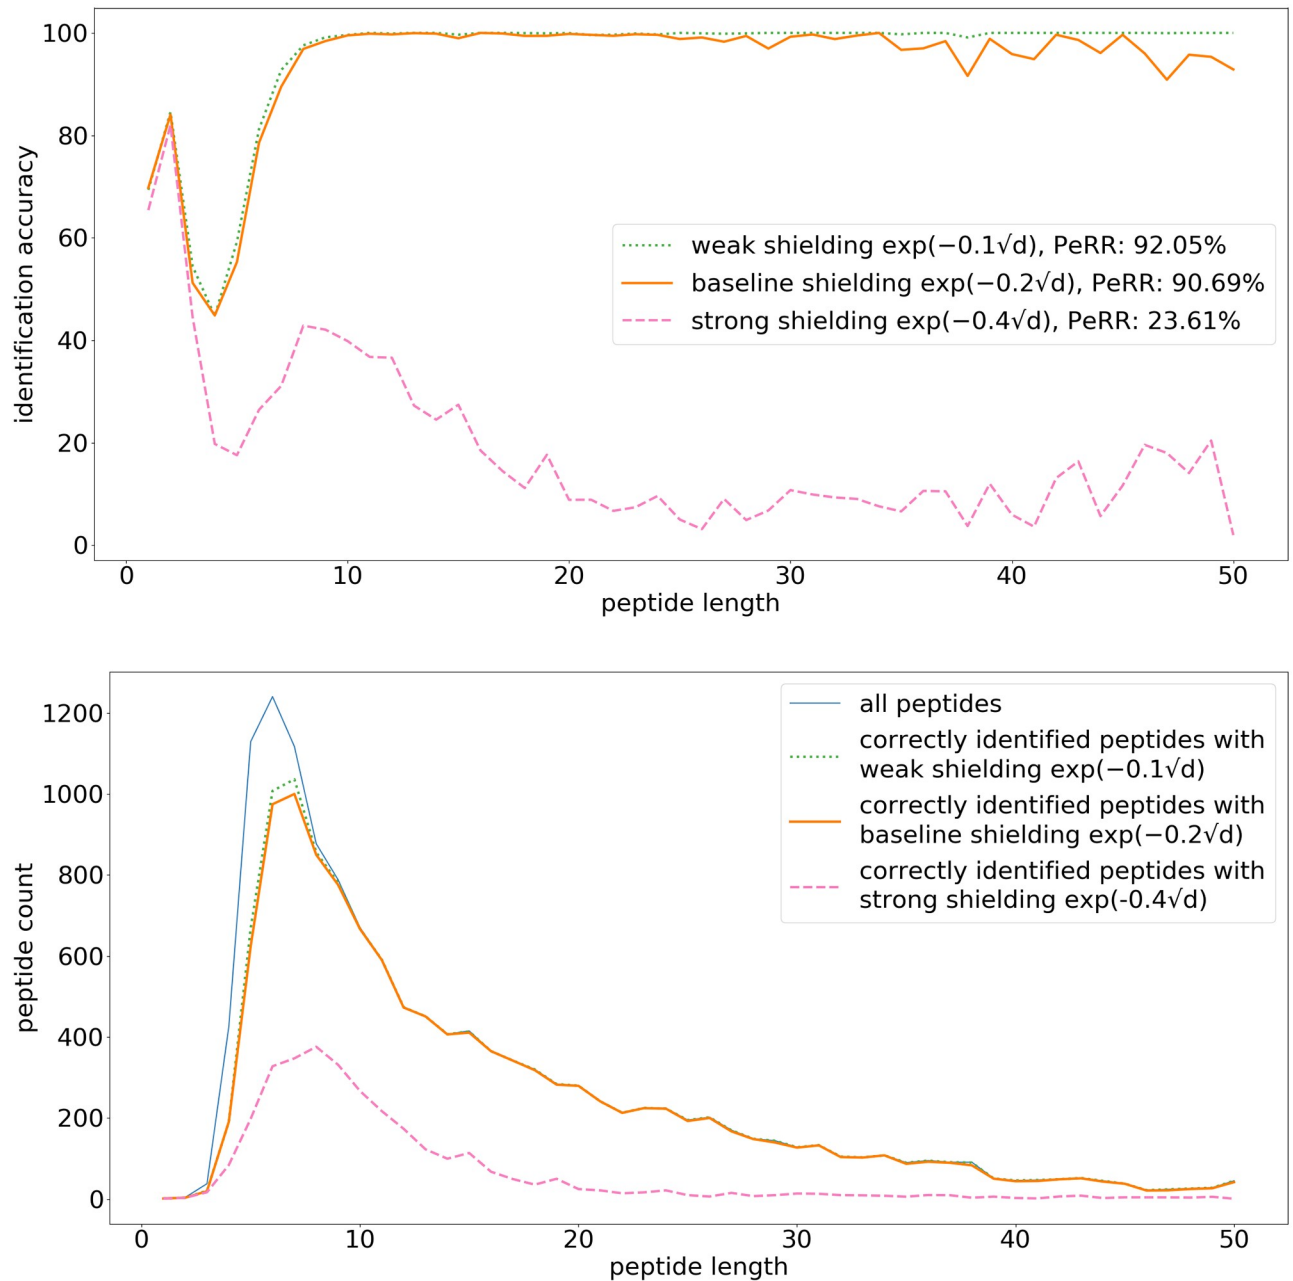 100
80
60
40
20
0
identification accuracy
weak shielding exp(−0.1√d), PeRR: 92.05%
baseline shielding exp(−0.2√d), PeRR: 90.69%
strong shielding exp(−0.4√d), PeRR: 23.61%
0 10 20 30 40 50
peptide length
1200
1000
800
600
400
200
0
peptide count
all peptides
correctly identified peptides with
weak shielding exp(−0.1√d)
correctly identified peptides with
baseline shielding exp(−0.2√d)
correctly identified peptides with
strong shielding exp(-0.4√d)
0 10 20 30 40 50
peptide length